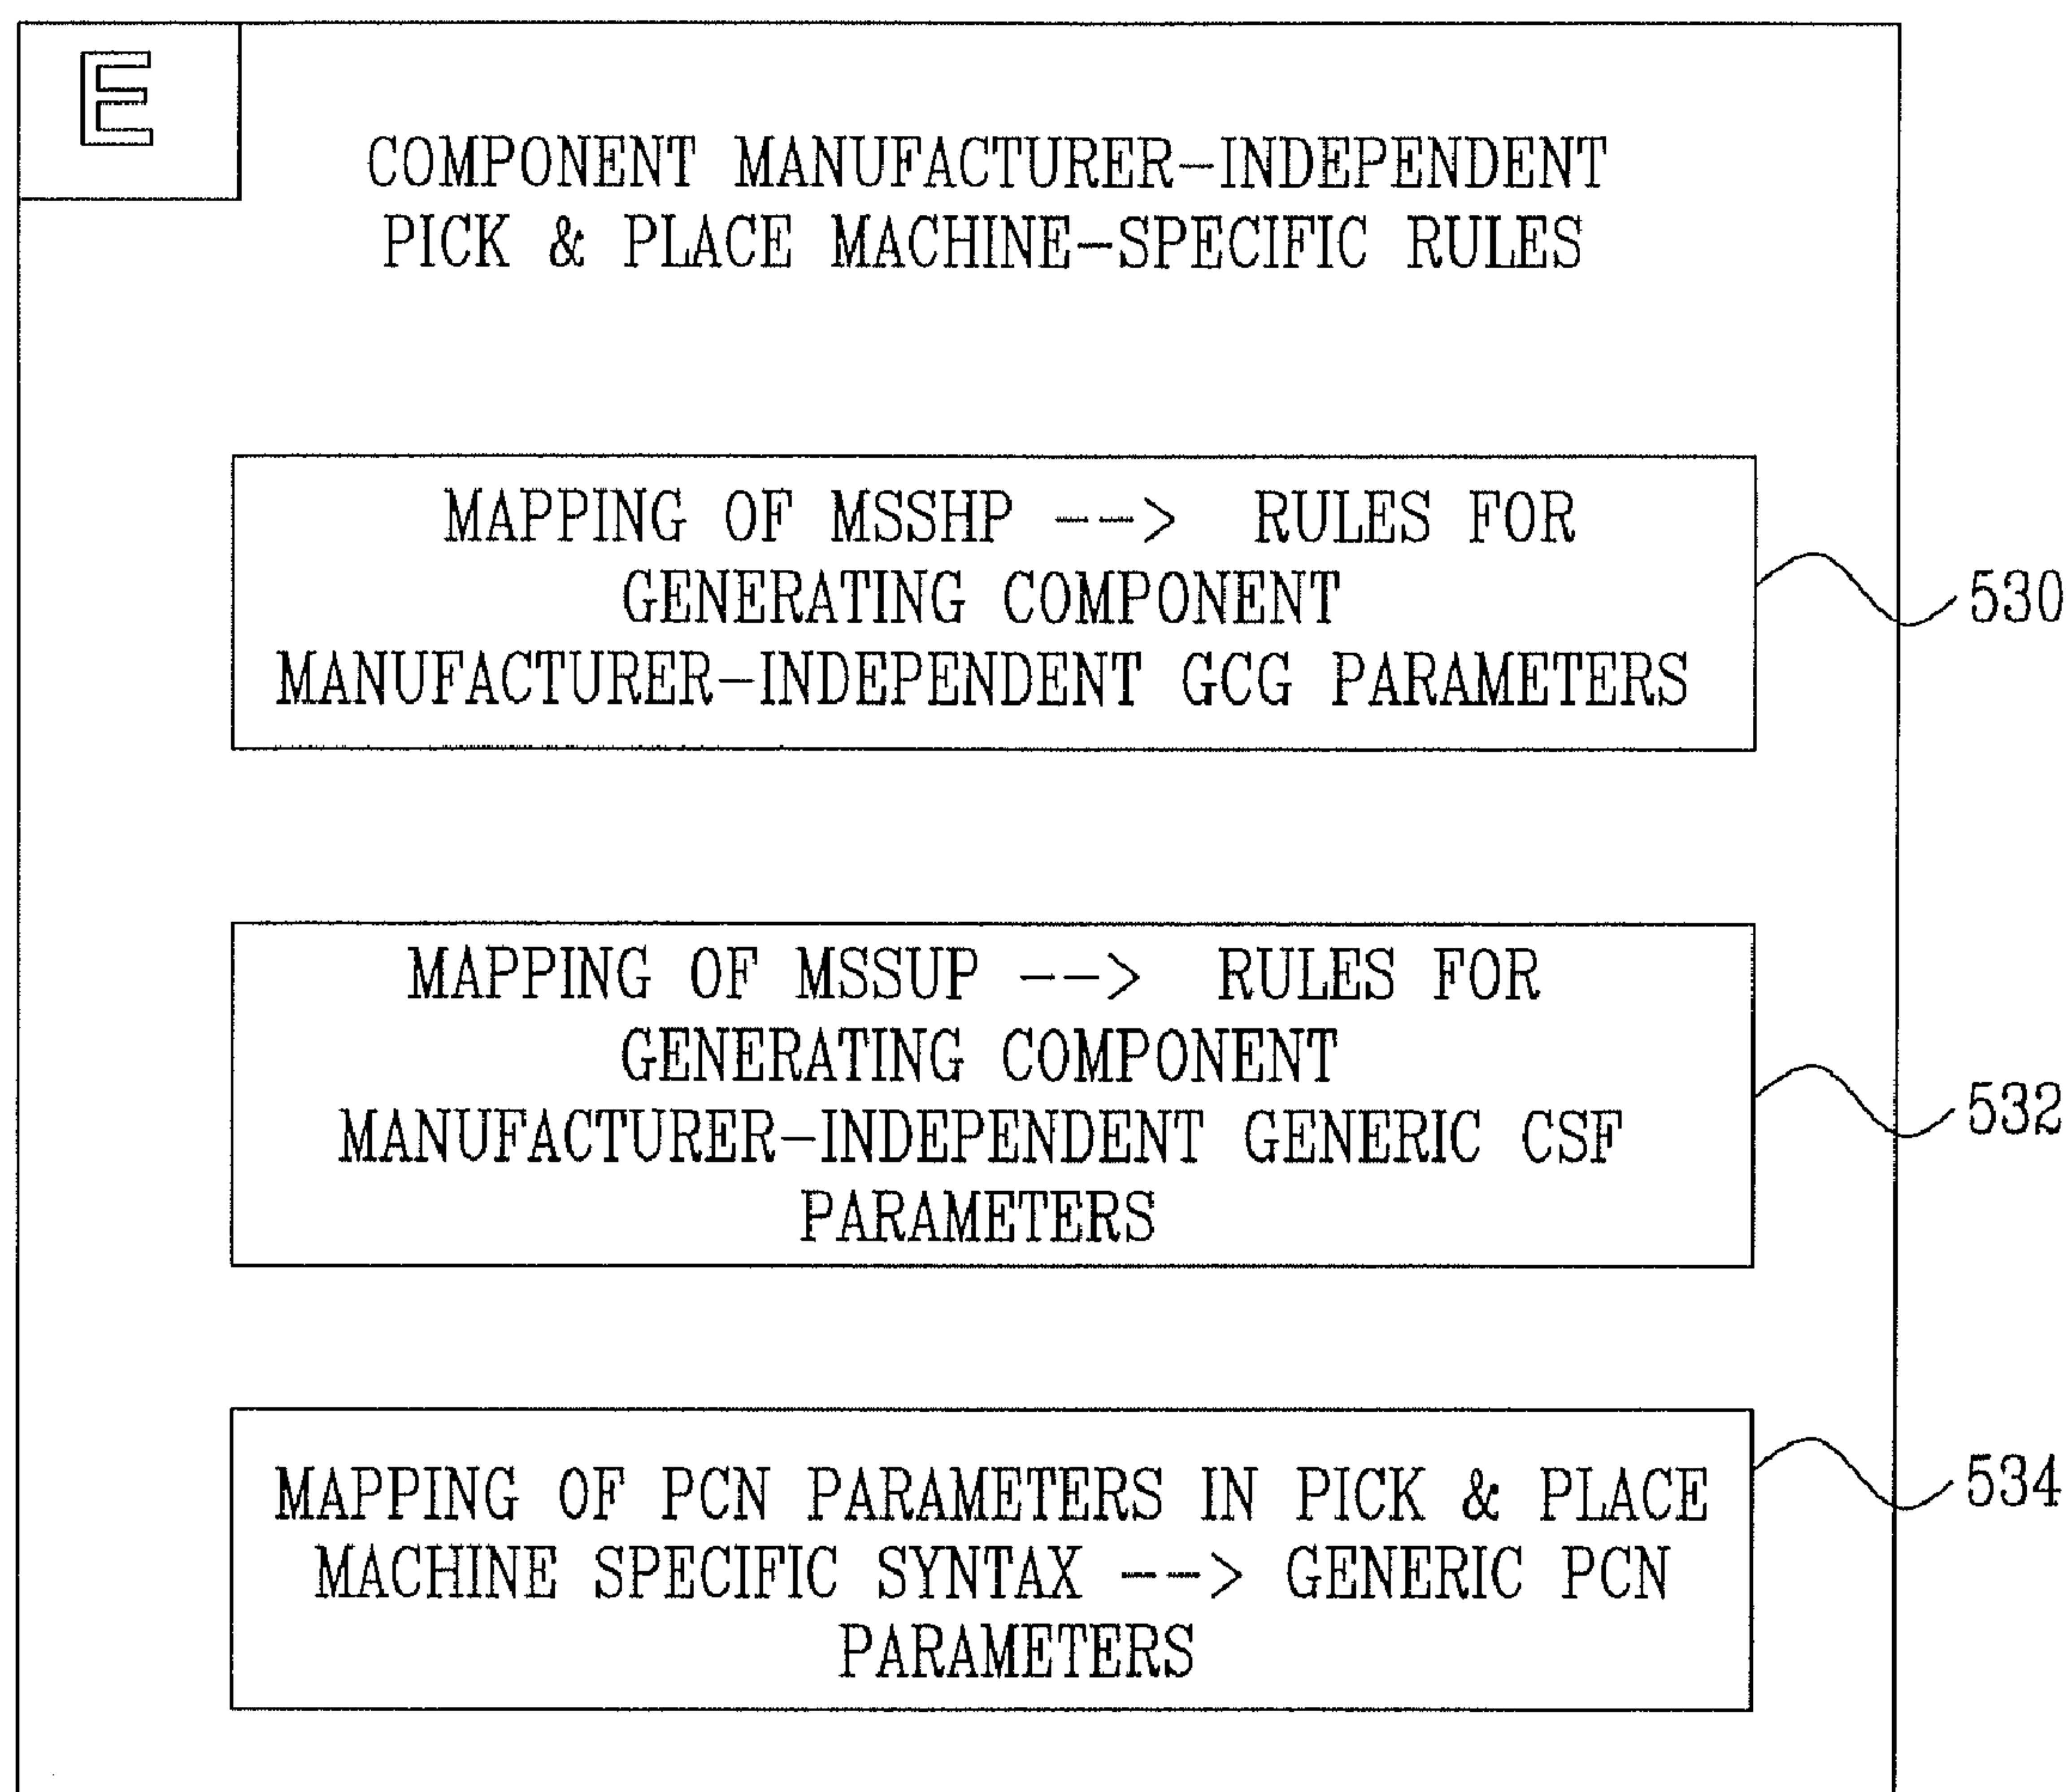 E
COMPONENT MANUFACTURER-INDEPENDENT
PICK & PLACE MACHINE-SPECIFIC RULES
MAPPING OF MSSHP --> RULES FOR
GENERATING COMPONENT
MANUFACTURER-INDEPENDENT GCG PARAMETERS
530
MAPPING OF MSSUP --> RULES FOR
GENERATING COMPONENT
MANUFACTURER-INDEPENDENT GENERIC CSF
PARAMETERS
532
MAPPING OF PCN PARAMETERS IN PICK & PLACE
MACHINE SPECIFIC SYNTAX --> GENERIC PCN
PARAMETERS
534